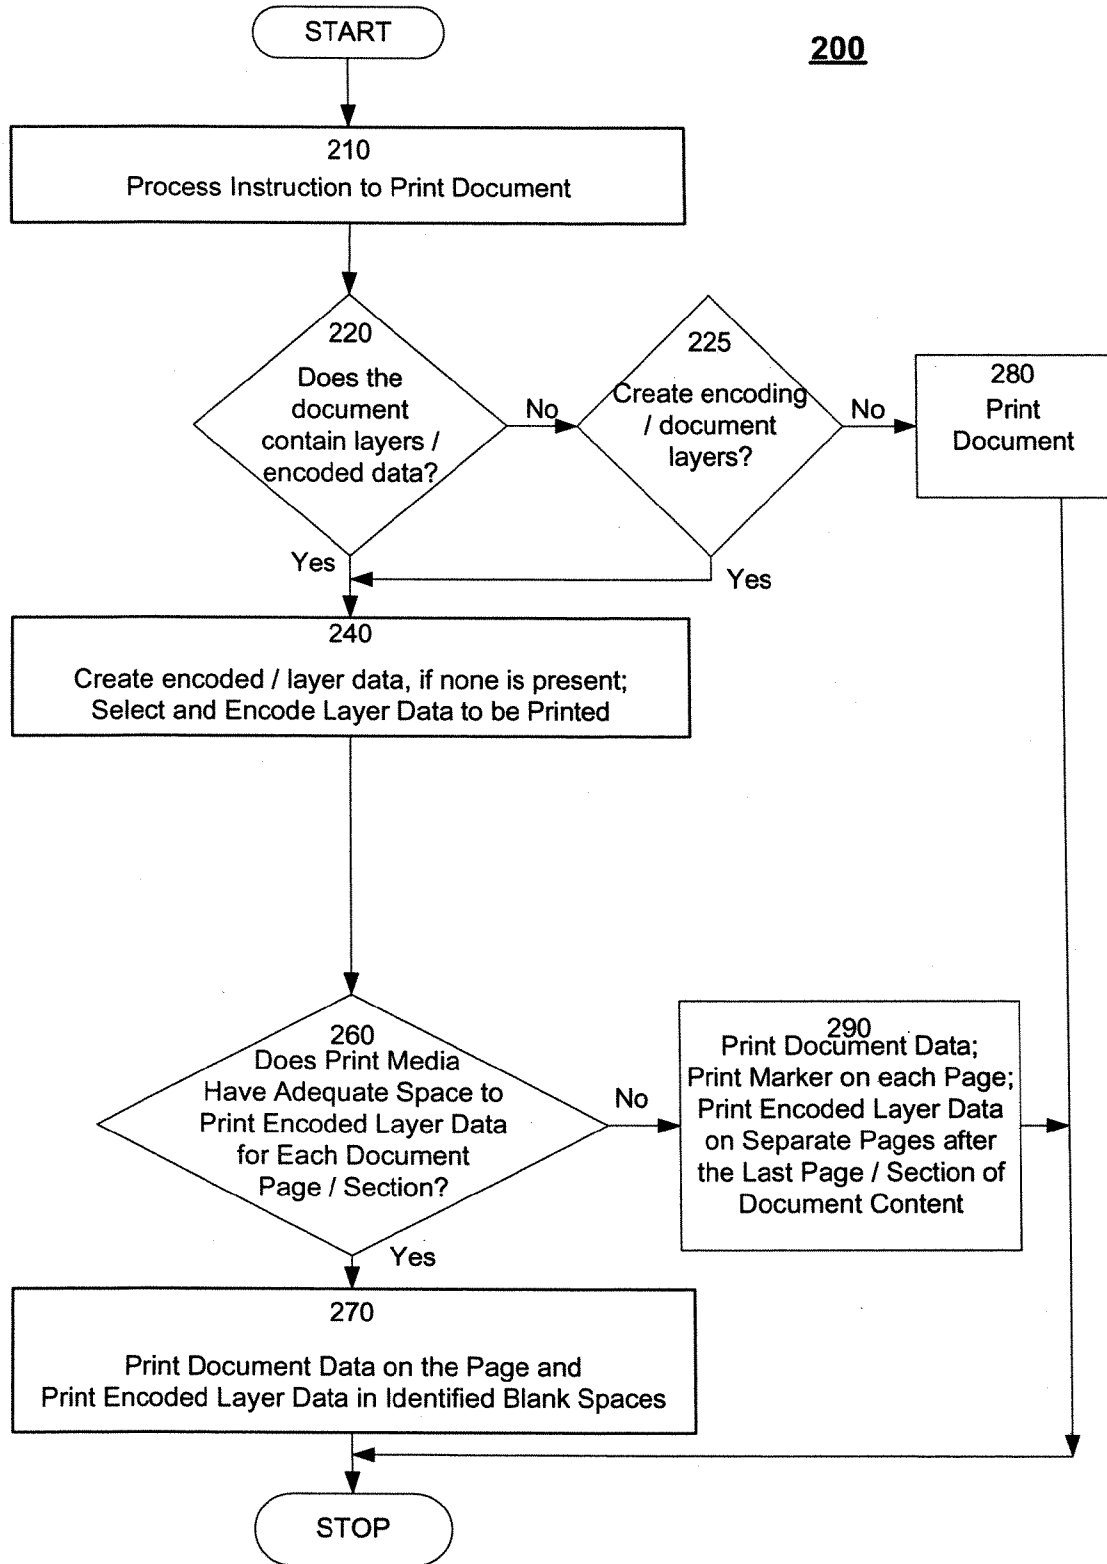 START
200
210
Process Instruction to Print Document
220
Does the
document
contain layers /
encoded data?
No
225
Create encoding
/ document
layers?
No
280
Print
Document
Yes
Yes
240
Create encoded / layer data, if none is present;
Select and Encode Layer Data to be Printed
260
Does Print Media
Have Adequate Space to
Print Encoded Layer Data
for Each Document
Page / Section?
No
290
Print Document Data;
Print Marker on each Page;
Print Encoded Layer Data
on Separate Pages after
the Last Page / Section of
Document Content
Yes
270
Print Document Data on the Page and
Print Encoded Layer Data in Identified Blank Spaces
STOP